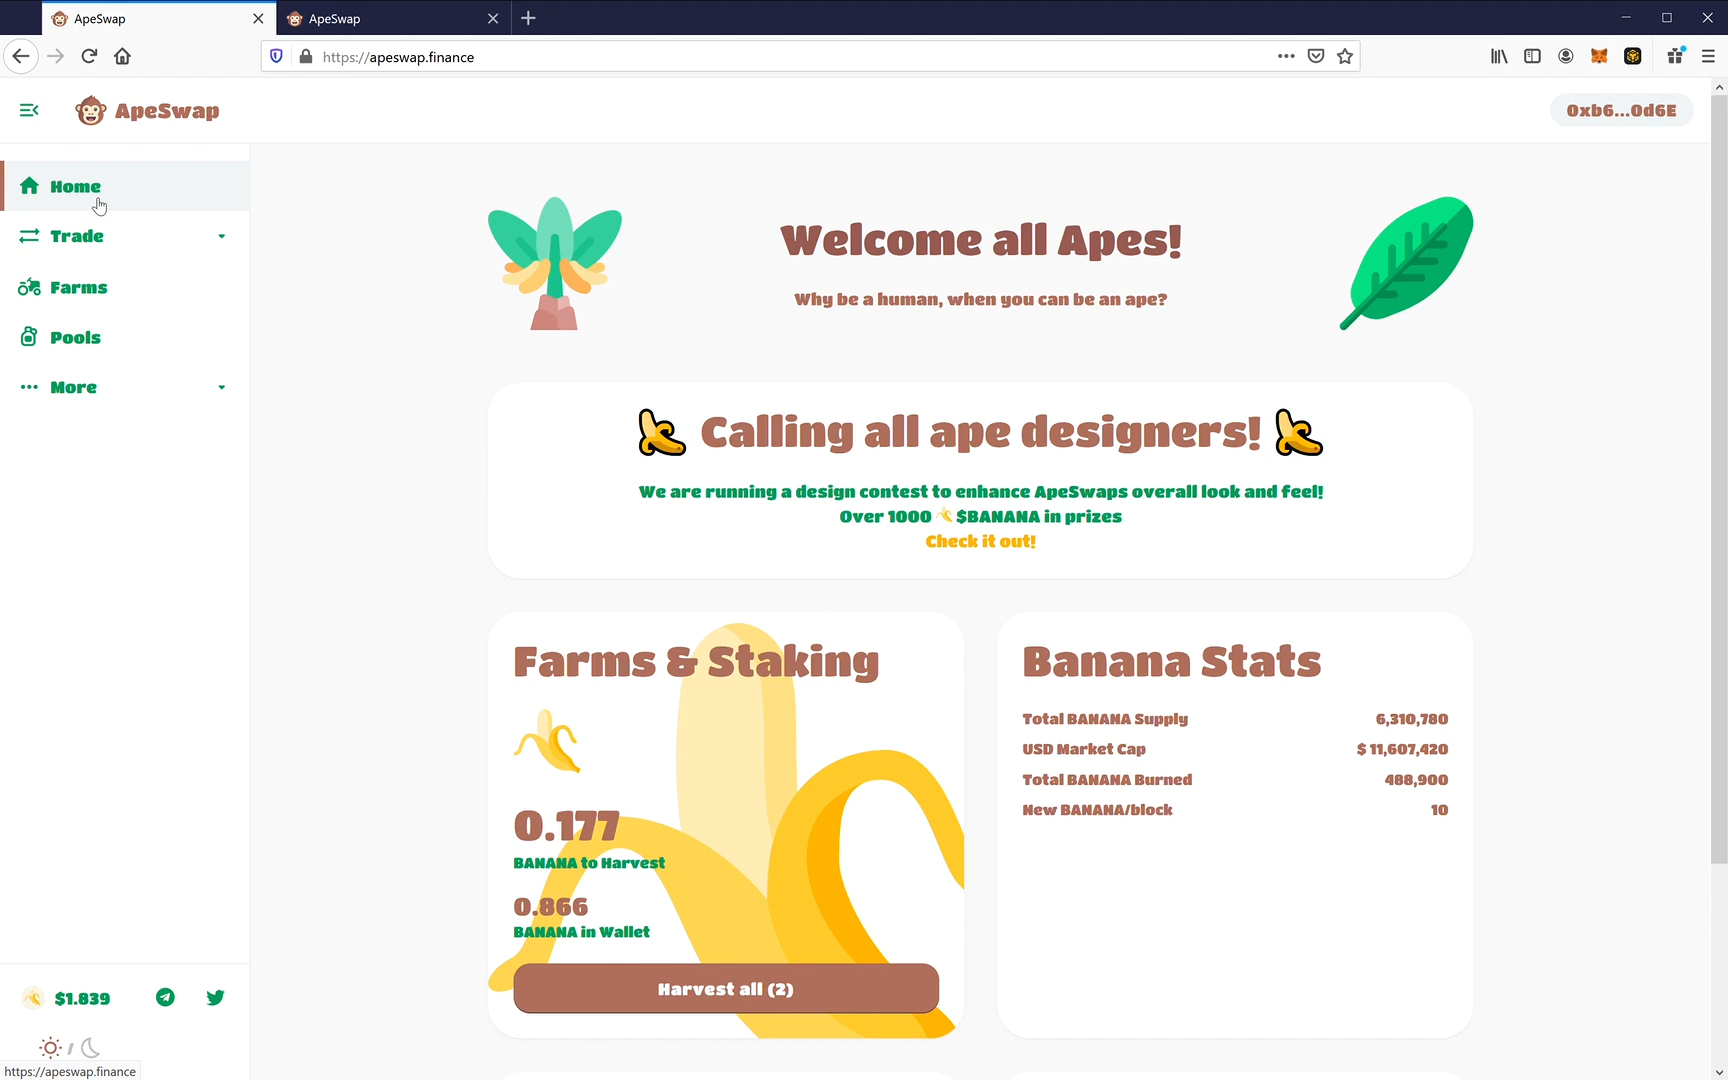 ApeSwap
ApeSwap
https://apeswap.finance
ApeSwap
0xb6...0d6E
Home
Trade
Farms
Pools
More
Welcome all Apes!
Why be a human, when you can be an ape?
Calling all ape designers!
We are running a design contest to enhance ApeSwaps overall look and feel!
Over 1000 🍌 $BANANA in prizes
Check it out!
Farms & Staking
0.177
BANANA to Harvest
0.866
BANANA in Wallet
Harvest all (2)
Banana Stats
Total BANANA Supply 6,310,780
USD Market Cap $ 11,607,420
Total BANANA Burned 488,900
New BANANA/block 10
$1.839
/
https://apeswap.finance